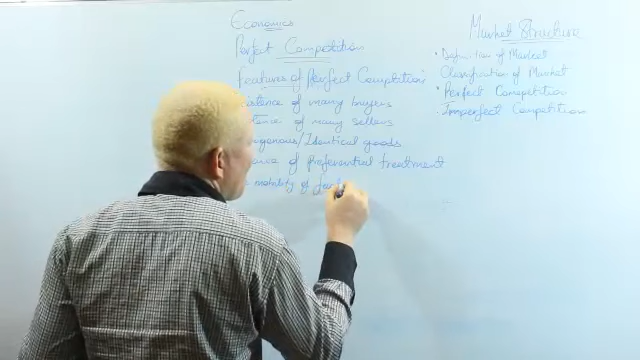 Economics
Perfect Competition
Features of Perfect Competition
of many buyers
of many sellers
/Identical goods
of Preferential treatment
mobility of
Market Structure
• Definition of Market
Classification of Market
• Perfect Competition
• Imperfect Competition